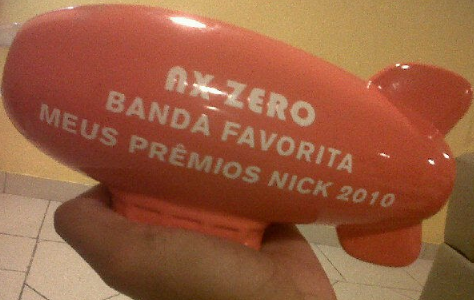 NX ZERO
BANDA FAVORITA
MEUS PRÊMIOS NICK 2010